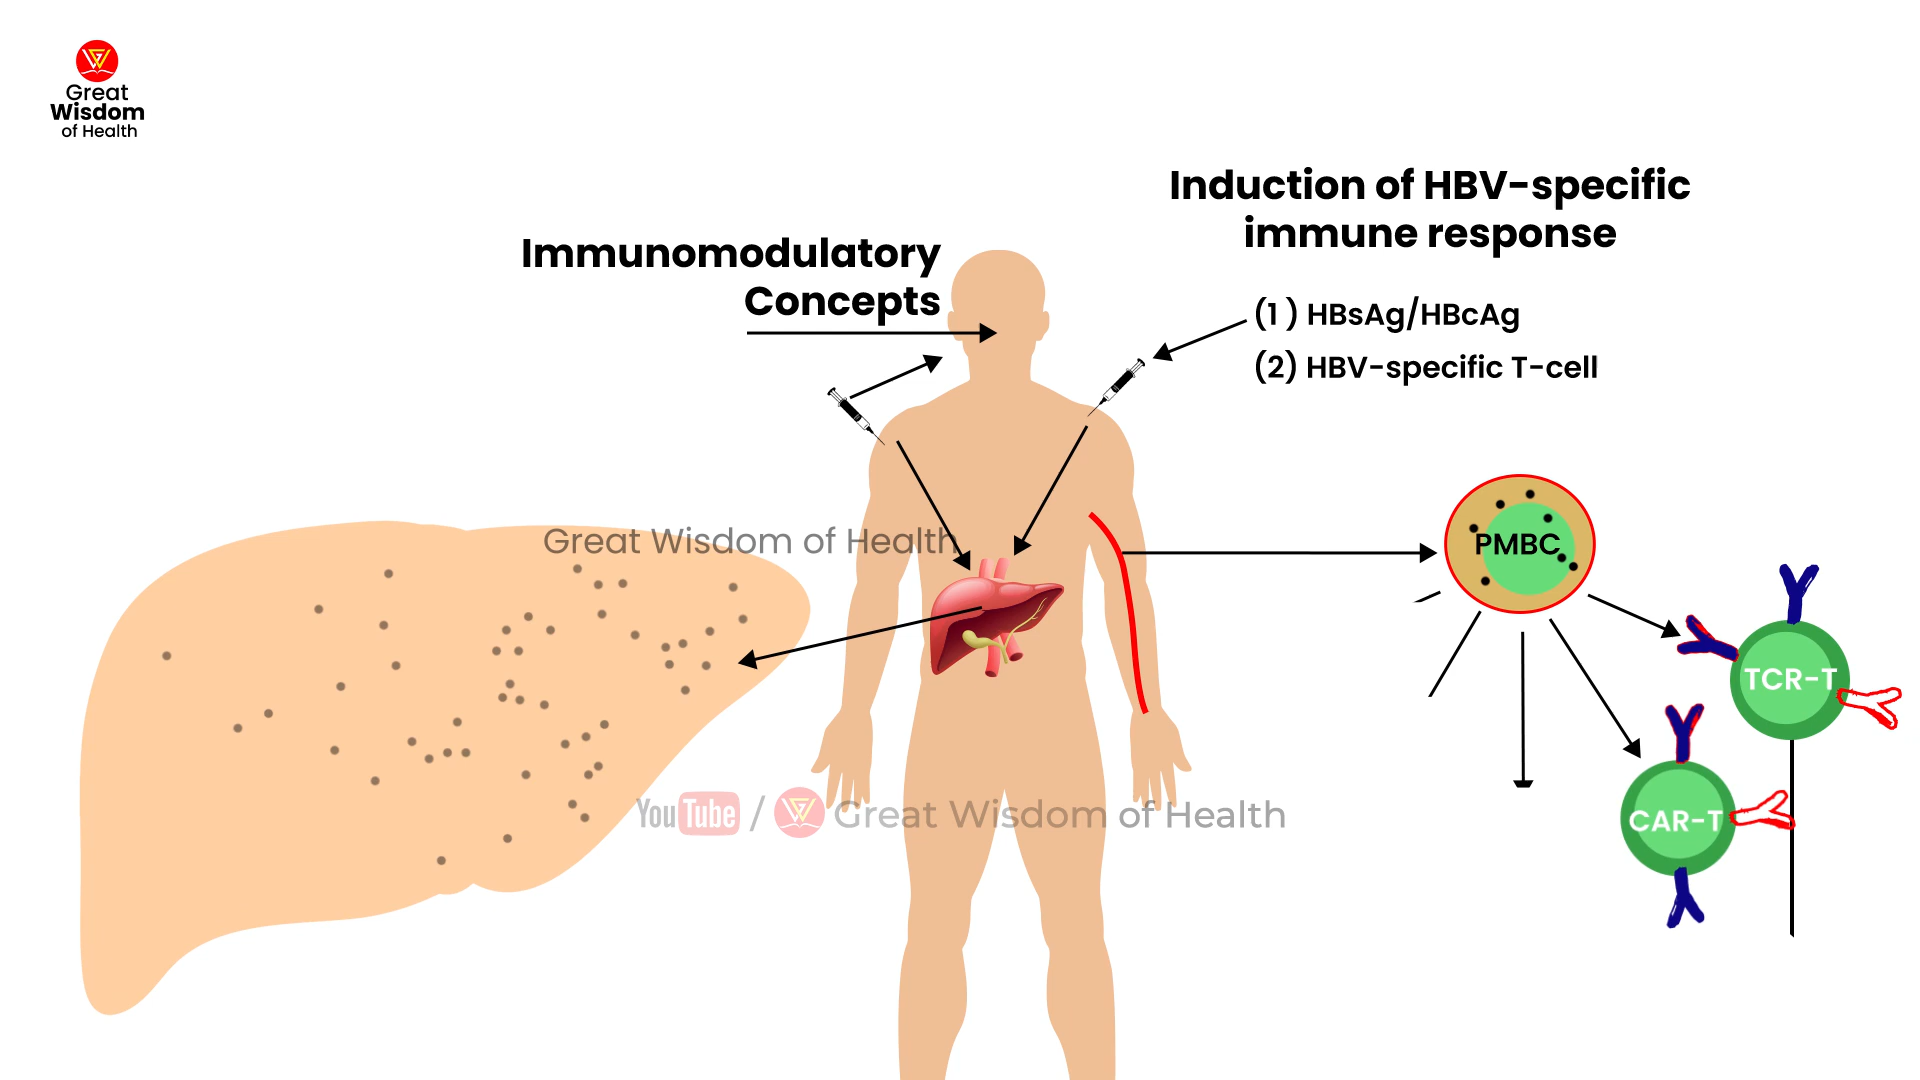 Great
Wisdom
of Health
Induction of HBV-specific
immune response
Immunomodulatory
Concepts
(1 ) HBsAg/HBcAg
(2) HBV-specific T-cell
Great Wisdom of Health
PMBC
TCR-T
CAR-T
YouTube / Great Wisdom of Health